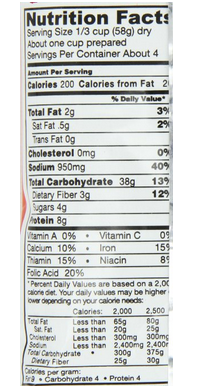 Nutrition Facts
Serving Size 1/3 cup (58g) dry
About one cup prepared
Servings Per Container About 4
Amount Per Serving
Calories 200 Calories from Fat
% Daily Value*
Total Fat 2g 3%
Sat Fat .5g 2%
Trans Fat 0g
Cholesterol 0mg 0%
Sodium 950mg 40%
Total Carbohydrate 38g 13%
Dietary Fiber 3g 12%
Sugars 4g
Protein 8g
Vitamin A 0% • Vitamin C 0%
Calcium 10% • Iron 15%
Thiamin 15% • Niacin 8%
Folic Acid 20%
*Percent Daily Values are based on a 2,000
calorie diet. Your daily values may be higher
lower depending on your calorie needs:
Calories: 2,000 2,500
Total Fat Less than 65g 80g
Sat. Fat Less than 20g 25g
Cholesterol Less than 300mg 300mg
Sodium Less than 2,400mg 2,400mg
Total Carbohydrate • 300g 375g
Dietary Fiber 25g 30g
Calories per gram:
Fat 9 • Carbohydrate 4 • Protein 4